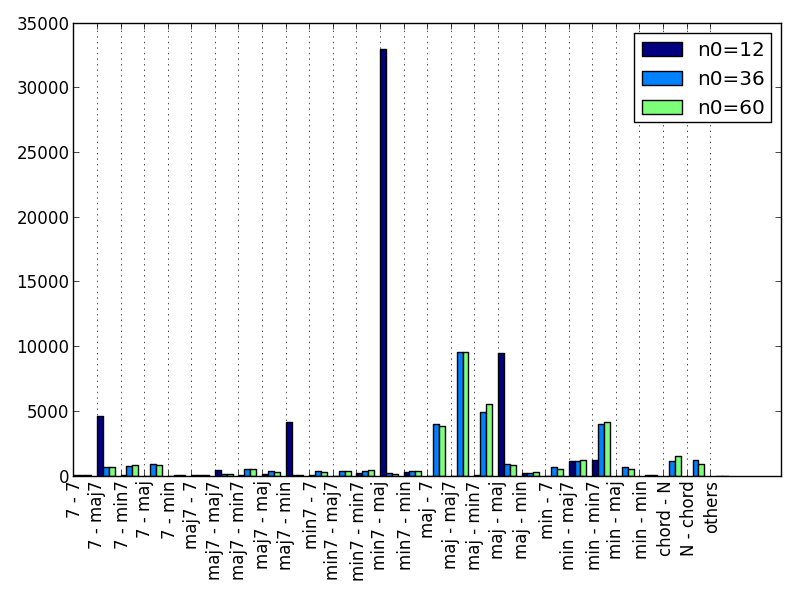 35000
30000
25000
20000
15000
10000
5000
0
n0=12
n0=36
n0=60
7 - 7
7 - maj7
7 - min7
7 - maj
7 - min
maj7 - 7
maj7 - maj7
maj7 - min7
maj7 - maj
maj7 - min
min7 - 7
min7 - maj7
min7 - min7
min7 - maj
min7 - min
maj - 7
maj - maj7
maj - min7
maj - maj
maj - min
min - 7
min - maj7
min - min7
min - maj
min - min
chord - N
N - chord
others